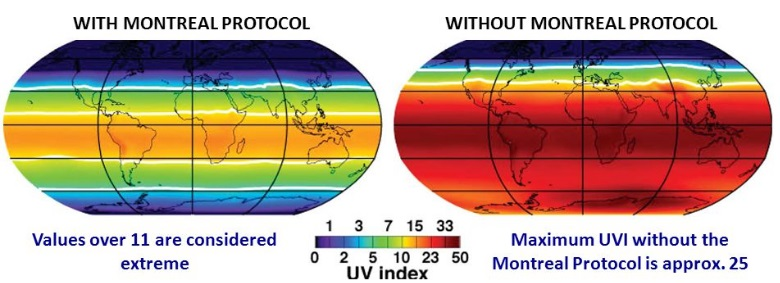 WITH MONTREAL PROTOCOL
WITHOUT MONTREAL PROTOCOL
Values over 11 are considered
extreme
1 3 7 15 33
0 2 5 10 23 50
UV index
Maximum UVI without the
Montreal Protocol is approx. 25